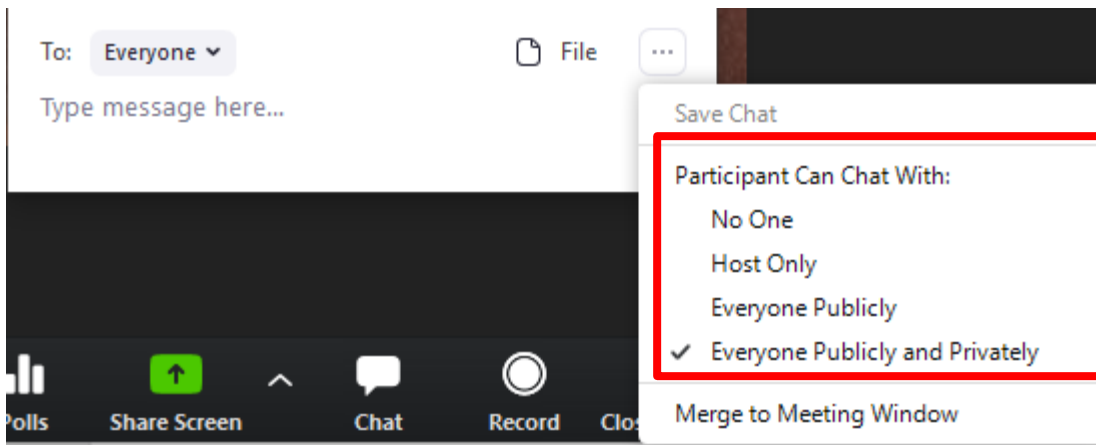 To: Everyone File ...
Type message here...
Save Chat
Participant Can Chat With:
No One
Host Only
Everyone Publicly
Everyone Publicly and Privately
Merge to Meeting Window
Polls Share Screen Chat Record Clos